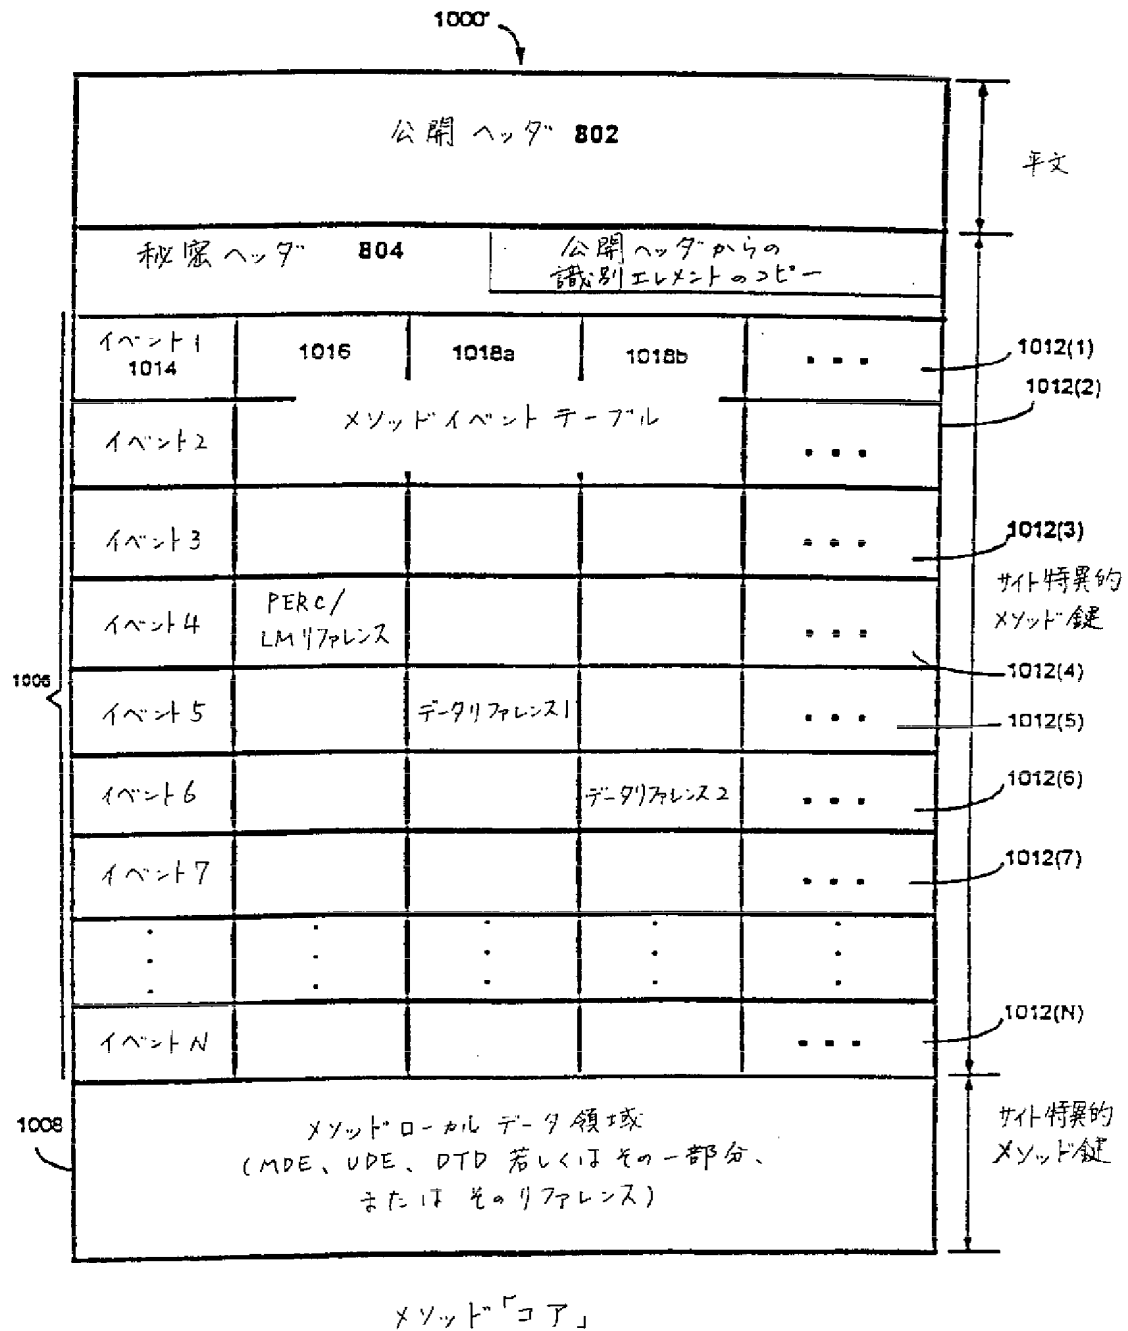 1000'
公開ヘッダ 802
平文
秘密ヘッダ 804
公開ヘッダからの
識別エレメントのコピー
イベント1
1014
1016
1018a
1018b
1012(1)
1012(2)
メソッドイベントテーブル
イベント2
イベント3
1012(3)
サイト特異的
メソッド鍵
イベント4
PERC/
LMリファレンス
1012(4)
1006
イベント5
データリファレンス1
1012(5)
イベント6
データリファレンス2
1012(6)
イベント7
1012(7)
イベントN
1012(N)
1008
メソッドローカルデータ領域
(MDE、UDE、DTD 若しくはその一部分、
またはそのリファレンス)
サイト特異的
メソッド鍵
メソッド「コア」